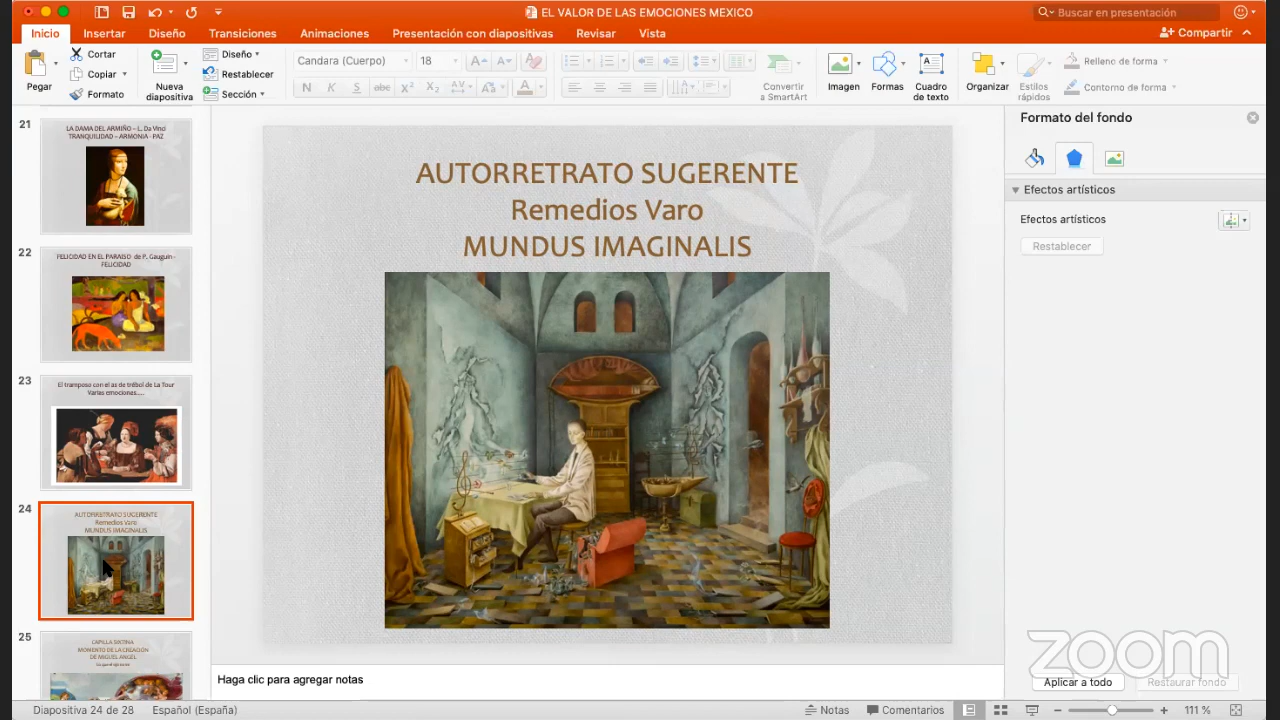 EL VALOR DE LAS EMOCIONES MEXICO
Buscar en presentación
Inicio
Insertar
Diseño
Transiciones
Animaciones
Presentación con diapositivas
Revisar
Vista
Compartir
Pegar
Cortar
Copiar
Formato
Nueva
diapositiva
Diseño
Restablecer
Sección
Candara (Cuerpo)
18
N K S abc X² X₂
Convertir
a SmartArt
Imagen
Formas
Cuadro
de texto
Organizar
Estilos
rápidos
Relleno de forma
Contorno de forma
21
LA DAMA DEL ARMIÑO – L. Da Vinci
TRANQUILIDAD – ARMONIA - PAZ
22
FELICIDAD EN EL PARAISO de P. Gauguin -
FELICIDAD
23
El tramposo con el as de trébol de La Tour
Varias emociones.....
24
AUTORRETRATO SUGERENTE
Remedios Varo
MUNDUS IMAGINALIS
25
CAPILLA SIXTINA
MOMENTO DE LA CREACIÓN
DE MIGUEL ANGEL
AUTORRETRATO SUGERENTE
Remedios Varo
MUNDUS IMAGINALIS
Haga clic para agregar notas
Formato del fondo
Efectos artísticos
Efectos artísticos
Restablecer
zoom
Aplicar a todo
Restaurar fondo
Diapositiva 24 de 28
Español (España)
Notas
Comentarios
111 %